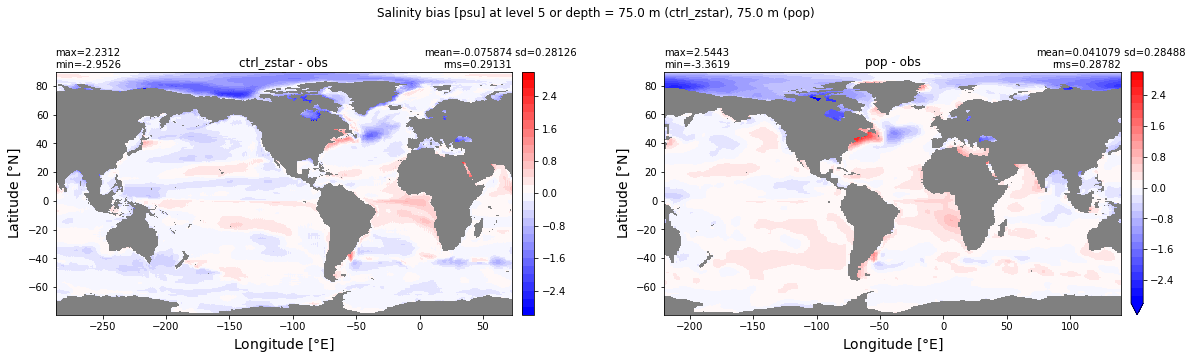 Salinity bias [psu] at level 5 or depth = 75.0 m (ctrl_zstar), 75.0 m (pop)
max=2.2312
min=-2.9526
ctrl_zstar - obs
mean=-0.075874 sd=0.28126
rms=0.29131
80
60
40
20
0
−20
−40
−60
Latitude [°N]
−250
−200
−150
−100
−50
0
50
Longitude [°E]
2.4
1.6
0.8
0.0
−0.8
−1.6
−2.4
max=2.5443
min=-3.3619
pop - obs
mean=0.041079 sd=0.28488
rms=0.28782
80
60
40
20
0
−20
−40
−60
Latitude [°N]
−200
−150
−100
−50
0
50
100
Longitude [°E]
2.4
1.6
0.8
0.0
−0.8
−1.6
−2.4